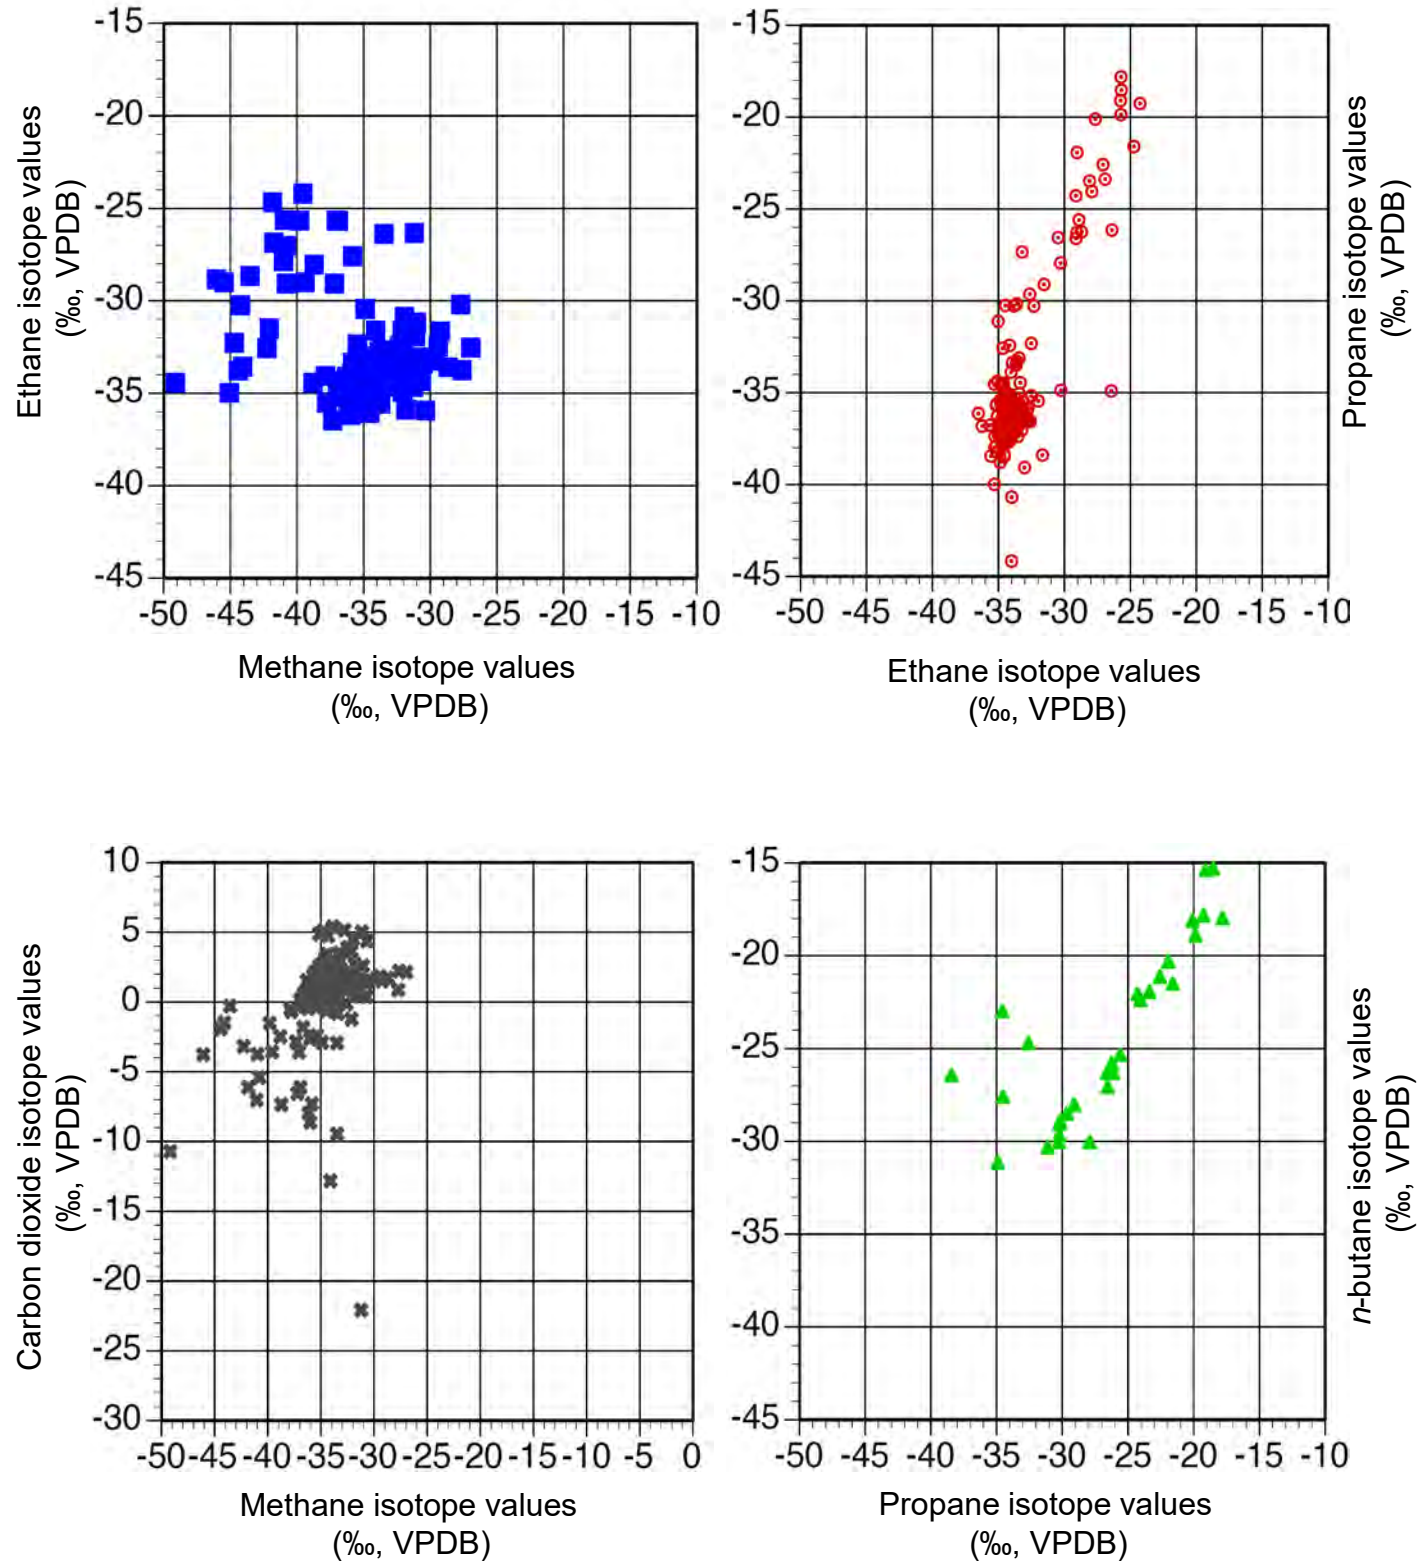 Ethane isotope values
(‰, VPDB)
-15
-20
-25
-30
-35
-40
-45
-50 -45 -40 -35 -30 -25 -20 -15 -10
Methane isotope values
(‰, VPDB)
-15
-20
-25
-30
-35
-40
-45
-50 -45 -40 -35 -30 -25 -20 -15 -10
Ethane isotope values
(‰, VPDB)
Propane isotope values
(‰, VPDB)
Carbon dioxide isotope values
(‰, VPDB)
10
5
0
-5
-10
-15
-20
-25
-30
-50 -45 -40 -35 -30 -25 -20 -15 -10 -5 0
Methane isotope values
(‰, VPDB)
-15
-20
-25
-30
-35
-40
-45
-50 -45 -40 -35 -30 -25 -20 -15 -10
Propane isotope values
(‰, VPDB)
n-butane isotope values
(‰, VPDB)